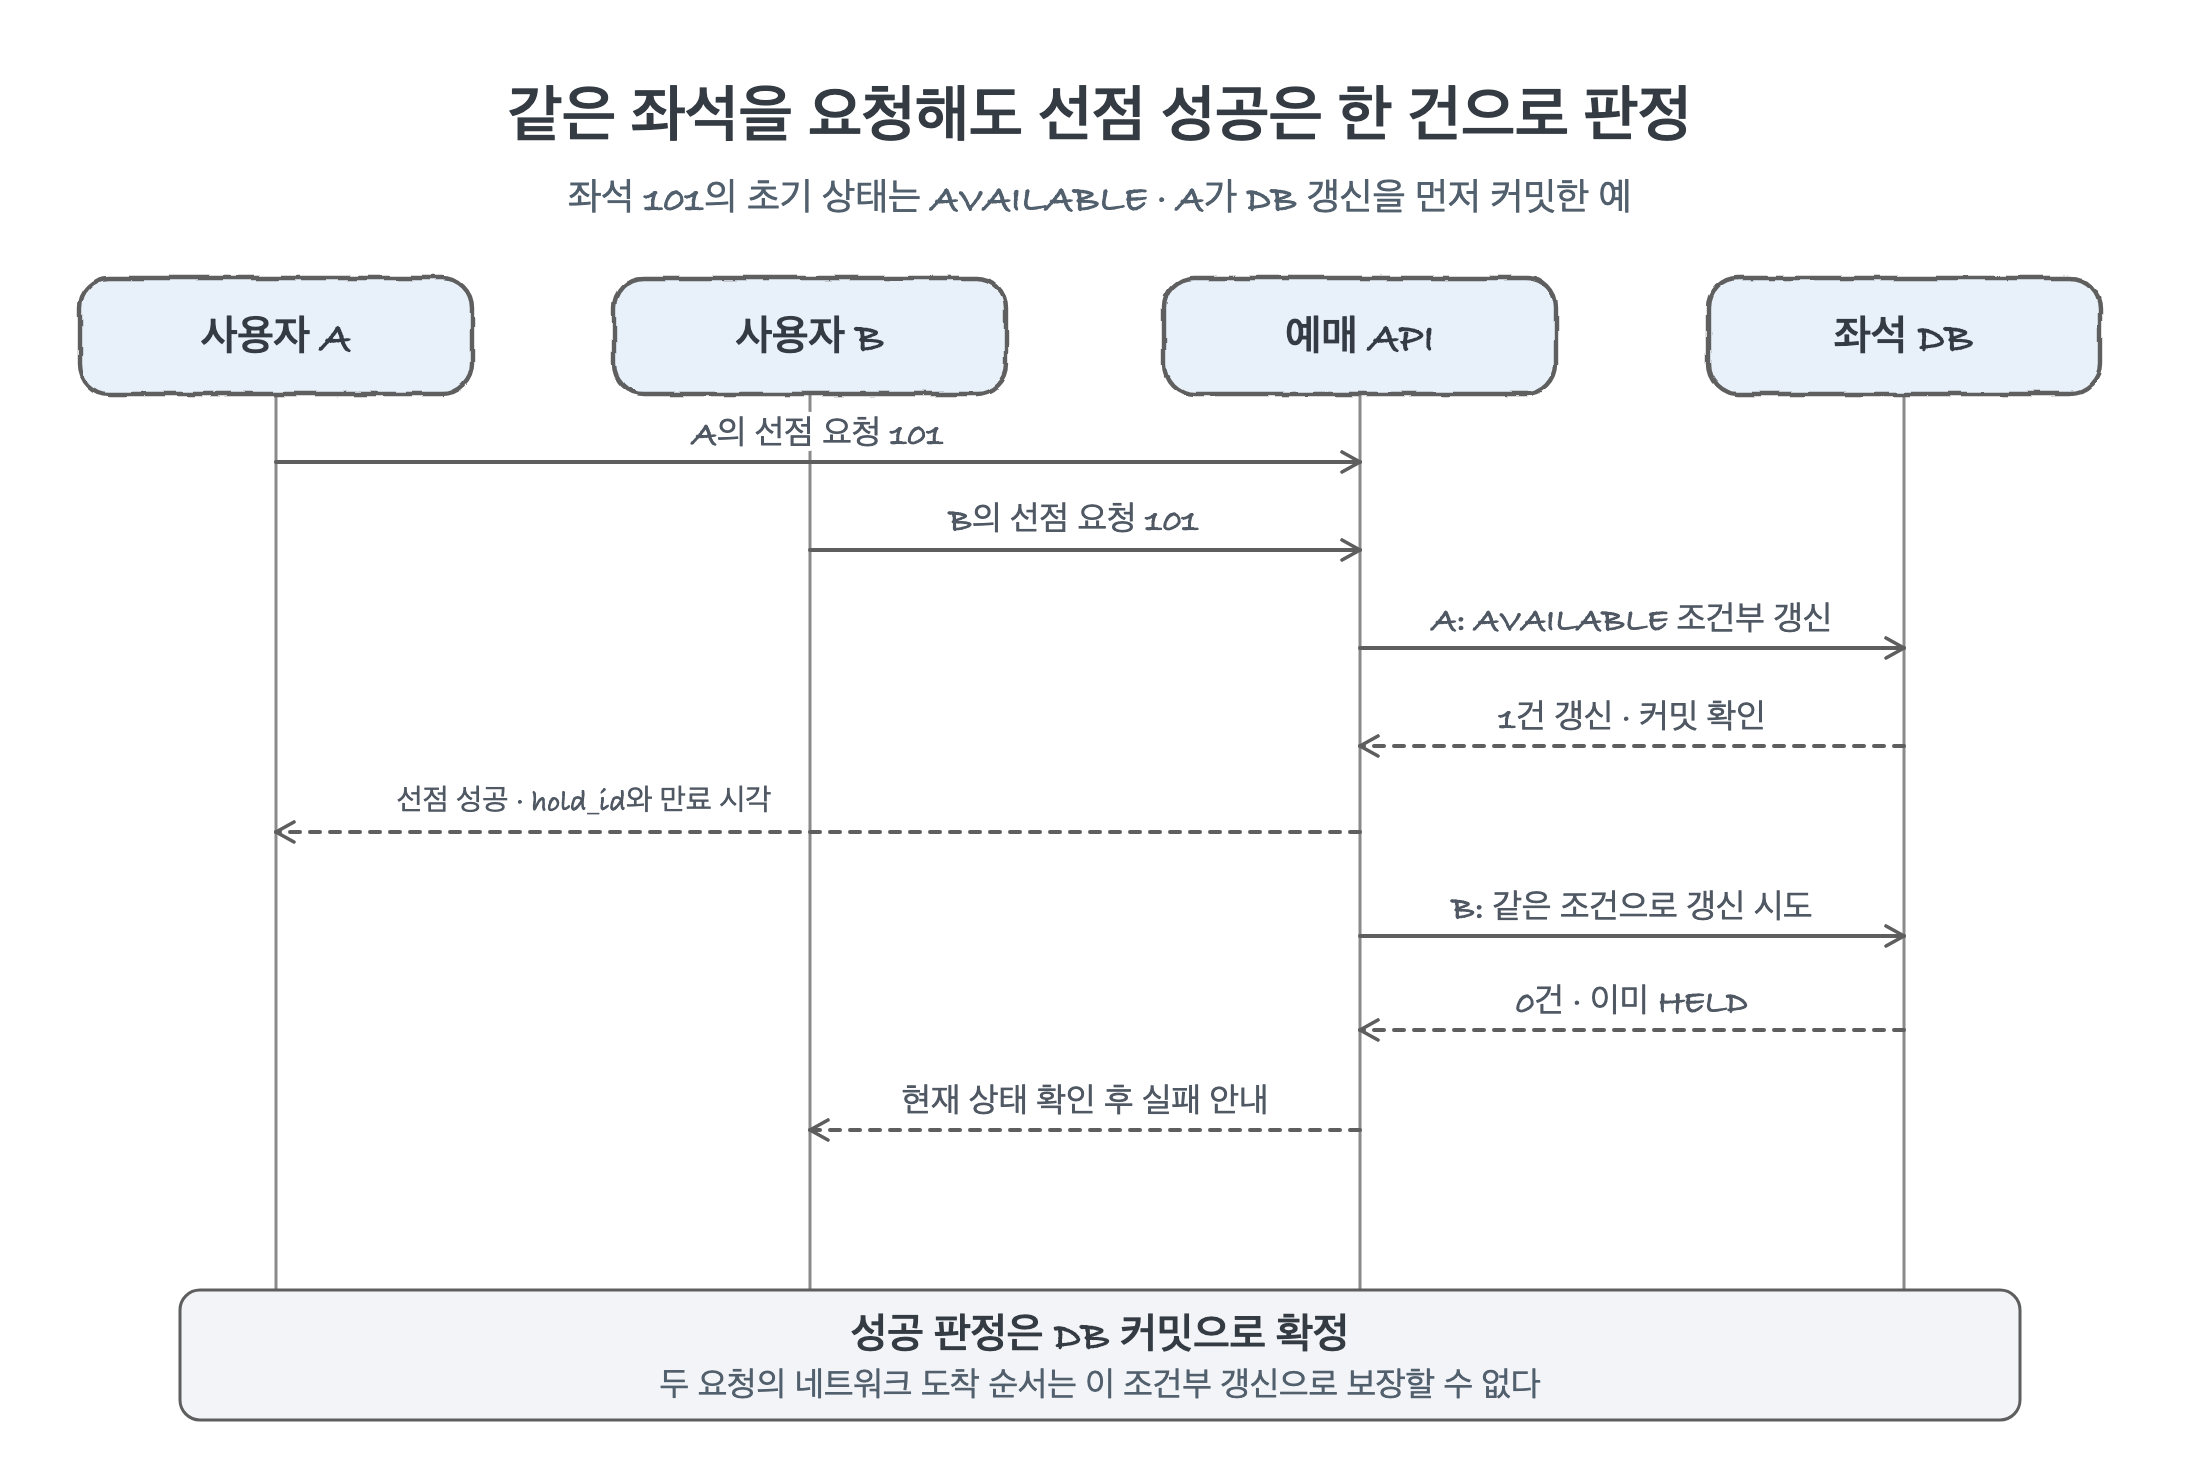 같은 좌석을 요청해도 선점 성공은 한 건으로 판정
좌석 101의 초기 상태는 AVAILABLE · A가 DB 갱신을 먼저 커밋한 예
사용자 A
사용자 B
예매 API
좌석 DB
A의 선점 요청 101
B의 선점 요청 101
A: AVAILABLE 조건부 갱신
1건 갱신 · 커밋 확인
선점 성공 · hold_id와 만료 시각
B: 같은 조건으로 갱신 시도
0건 · 이미 HELD
현재 상태 확인 후 실패 안내
성공 판정은 DB 커밋으로 확정
두 요청의 네트워크 도착 순서는 이 조건부 갱신으로 보장할 수 없다